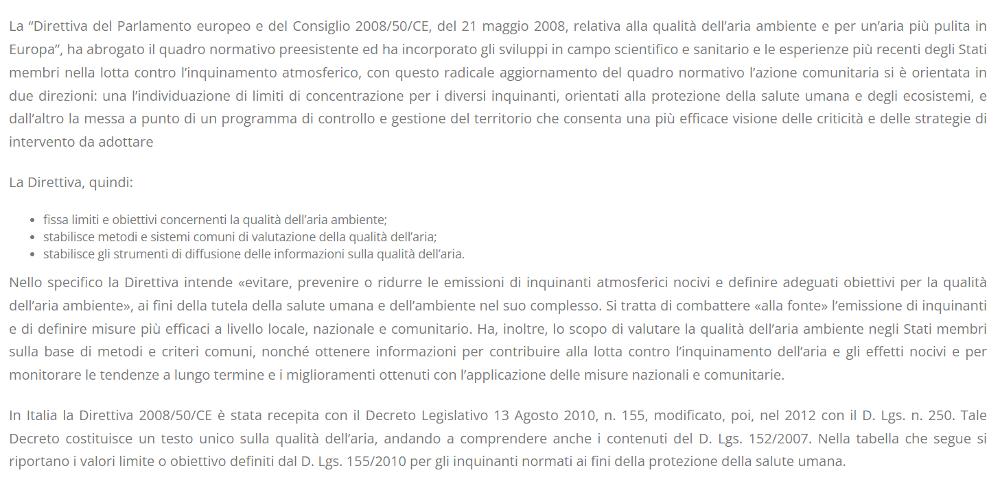 La “Direttiva del Parlamento europeo e del Consiglio 2008/50/CE, del 21 maggio 2008, relativa alla qualità dell’aria ambiente e per un’aria più pulita in
Europa”, ha abrogato il quadro normativo preesistente ed ha incorporato gli sviluppi in campo scientifico e sanitario e le esperienze più recenti degli Stati
membri nella lotta contro l’inquinamento atmosferico, con questo radicale aggiornamento del quadro normativo l’azione comunitaria si è orientata in
due direzioni: una l’individuazione di limiti di concentrazione per i diversi inquinanti, orientati alla protezione della salute umana e degli ecosistemi, e
dall’altro la messa a punto di un programma di controllo e gestione del territorio che consenta una più efficace visione delle criticità e delle strategie di
intervento da adottare
La Direttiva, quindi:
• fissa limiti e obiettivi concernenti la qualità dell’aria ambiente;
• stabilisce metodi e sistemi comuni di valutazione della qualità dell’aria;
• stabilisce gli strumenti di diffusione delle informazioni sulla qualità dell’aria.
Nello specifico la Direttiva intende «evitare, prevenire o ridurre le emissioni di inquinanti atmosferici nocivi e definire adeguati obiettivi per la qualità
dell’aria ambiente», ai fini della tutela della salute umana e dell’ambiente nel suo complesso. Si tratta di combattere «alla fonte» l’emissione di inquinanti
e di definire misure più efficaci a livello locale, nazionale e comunitario. Ha, inoltre, lo scopo di valutare la qualità dell’aria ambiente negli Stati membri
sulla base di metodi e criteri comuni, nonché ottenere informazioni per contribuire alla lotta contro l’inquinamento dell’aria e gli effetti nocivi e per
monitorare le tendenze a lungo termine e i miglioramenti ottenuti con l’applicazione delle misure nazionali e comunitarie.
In Italia la Direttiva 2008/50/CE è stata recepita con il Decreto Legislativo 13 Agosto 2010, n. 155, modificato, poi, nel 2012 con il D. Lgs. n. 250. Tale
Decreto costituisce un testo unico sulla qualità dell’aria, andando a comprendere anche i contenuti del D. Lgs. 152/2007. Nella tabella che segue si
riportano i valori limite o obiettivo definiti dal D. Lgs. 155/2010 per gli inquinanti normati ai fini della protezione della salute umana.